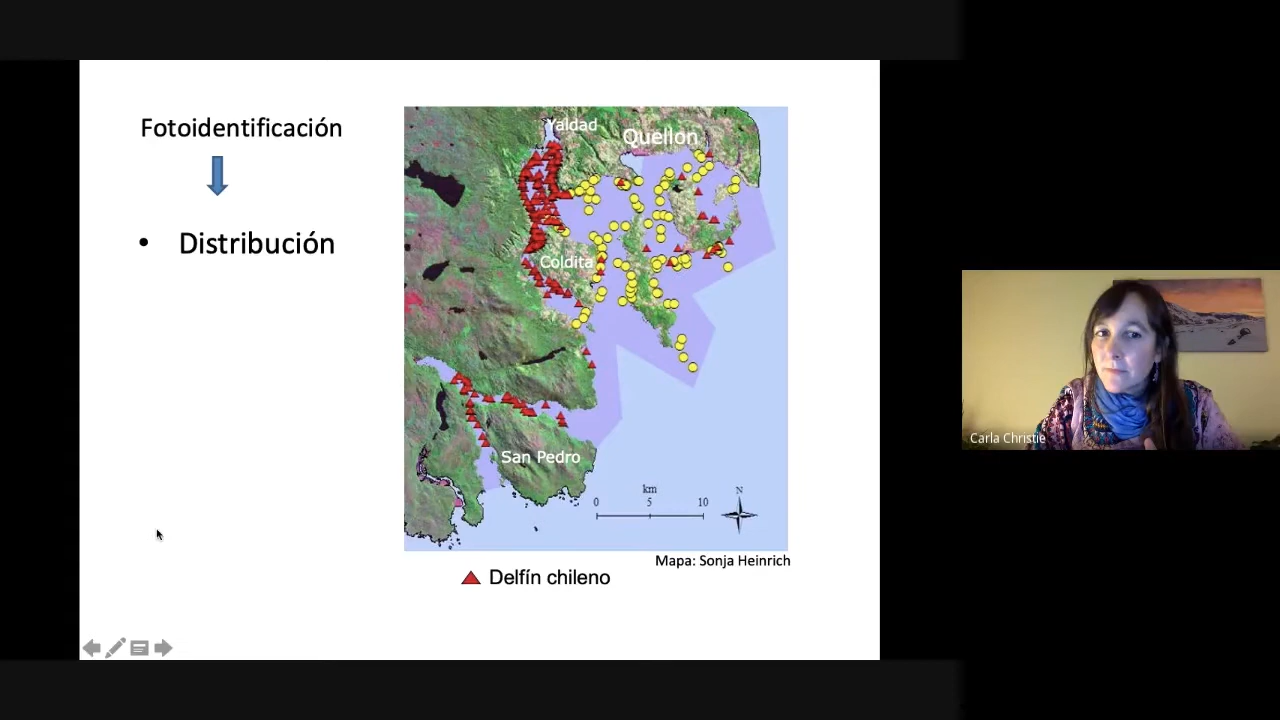 Fotoidentificación
• Distribución
Yaldad
Quellon
Coldita
San Pedro
km
0 5 10
N
Mapa: Sonja Heinrich
Delfín chileno
Carla Christie